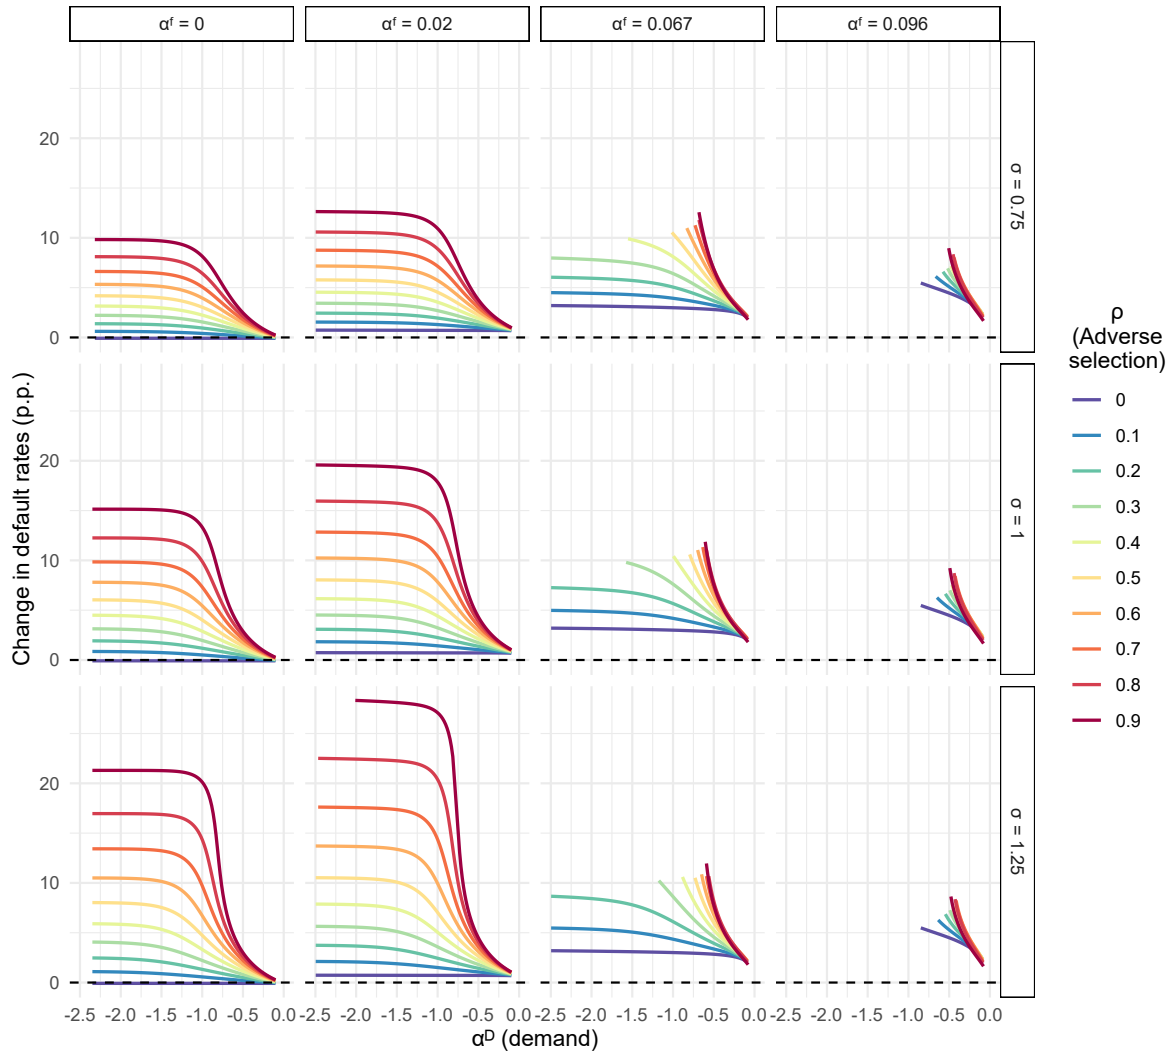 αᶠ = 0
αᶠ = 0.02
αᶠ = 0.067
αᶠ = 0.096
Change in default rates (p.p.)
20
10
0
σ = 0.75
20
10
0
σ = 1
20
10
0
σ = 1.25
-2.5 -2.0 -1.5 -1.0 -0.5 0.0
-2.5 -2.0 -1.5 -1.0 -0.5 0.0
-2.5 -2.0 -1.5 -1.0 -0.5 0.0
-2.5 -2.0 -1.5 -1.0 -0.5 0.0
αᴰ (demand)
ρ
(Adverse
selection)
0
0.1
0.2
0.3
0.4
0.5
0.6
0.7
0.8
0.9